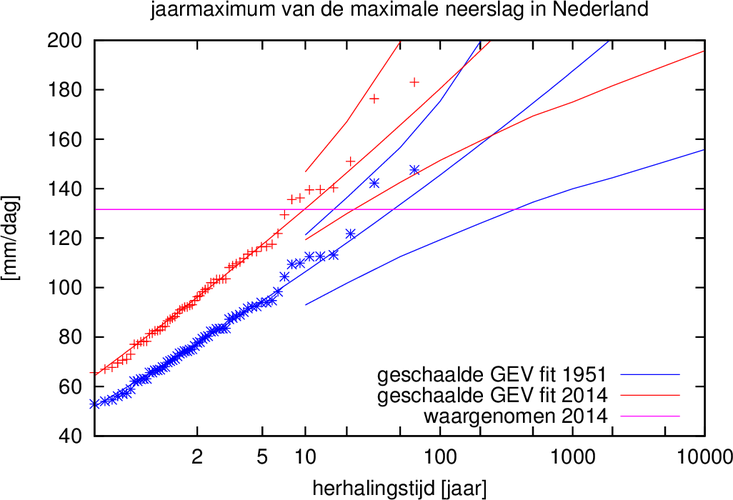 jaarmaximum van de maximale neerslag in Nederland
200
180
160
140
120
100
80
60
40
[mm/dag]
geschaalde GEV fit 1951
geschaalde GEV fit 2014
waargenomen 2014
2 5 10 100 1000 10000
herhalingstijd [jaar]